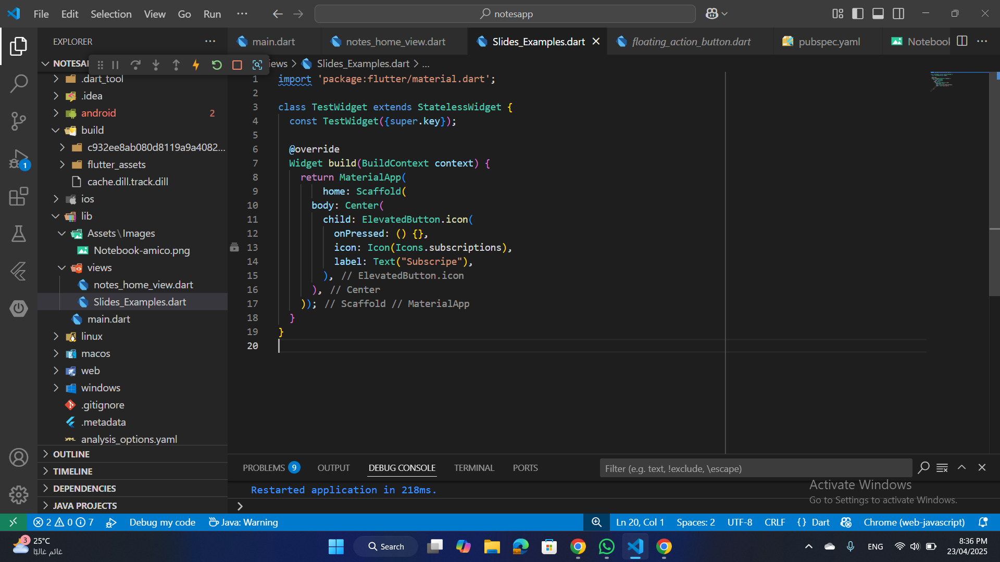 File Edit Selection View Go Run ··· notesapp
EXPLORER ···
main.dart notes_home_view.dart Slides_Examples.dart floating_action_button.dart pubspec.yaml Notebook ···
NOTESA
iews > Slides_Examples.dart > ...
.dart_tool
.idea
android 2
build
c932ee8ab080d8119a9a4082...
flutter_assets
cache.dill.track.dill
ios
lib
Assets\Images
Notebook-amico.png
views
notes_home_view.dart
Slides_Examples.dart
main.dart
linux
macos
web
windows
.gitignore
.metadata
analysis_options.yaml
OUTLINE
TIMELINE
DEPENDENCIES
JAVA PROJECTS
1
1 import 'package:flutter/material.dart';
2
3 class TestWidget extends StatelessWidget {
4 const TestWidget({super.key});
5
6 @override
7 Widget build(BuildContext context) {
8 return MaterialApp(
9 home: Scaffold(
10 body: Center(
11 child: ElevatedButton.icon(
12 onPressed: () {},
13 icon: Icon(Icons.subscriptions),
14 label: Text("Subscripe"),
15 ), // ElevatedButton.icon
16 ), // Center
17 )); // Scaffold // MaterialApp
18 }
19 }
20
PROBLEMS 9 OUTPUT DEBUG CONSOLE TERMINAL PORTS Filter (e.g. text, !exclude, \escape)
Restarted application in 218ms.
>
Activate Windows
Go to Settings to activate Windows.
2 0 7 Debug my code Java: Warning Ln 20, Col 1 Spaces: 2 UTF-8 CRLF {} Dart Chrome (web-javascript)
3 25°C
غائم غالبًا
Search
ENG
8:36 PM
23/04/2025